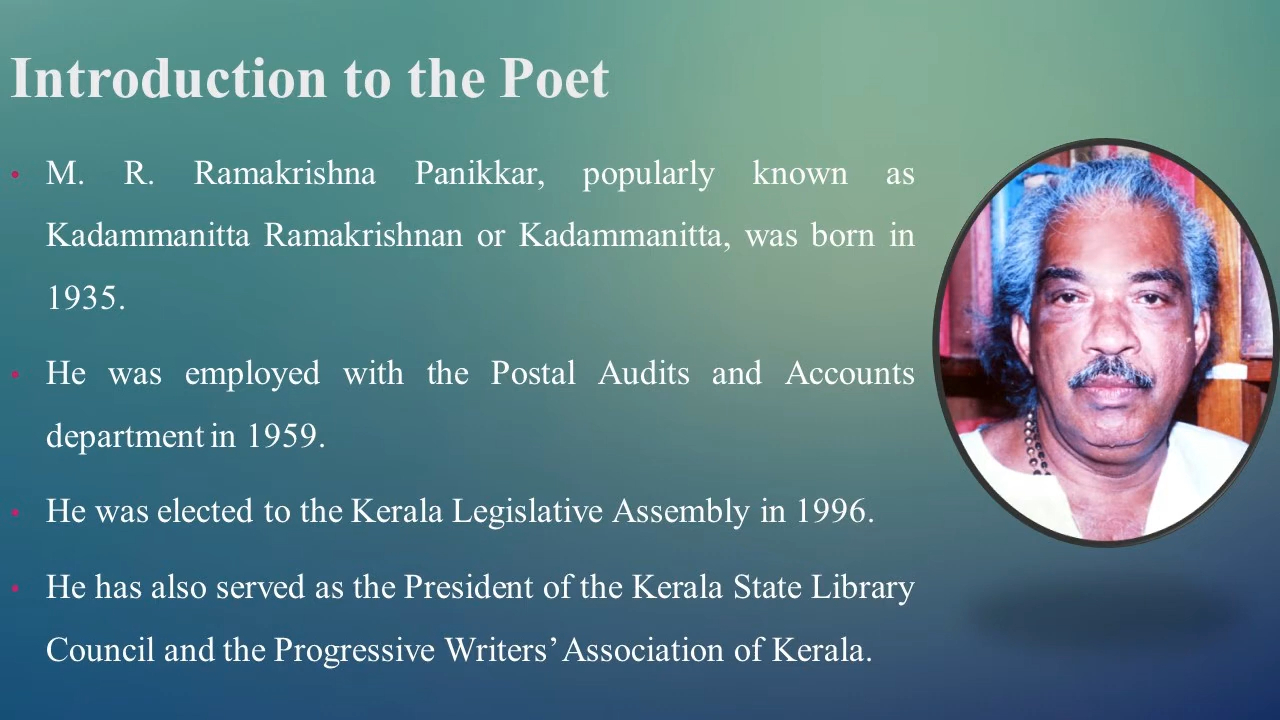 Introduction to the Poet
• M. R. Ramakrishna Panikkar, popularly known as
Kadammanitta Ramakrishnan or Kadammanitta, was born in
1935.
• He was employed with the Postal Audits and Accounts
department in 1959.
• He was elected to the Kerala Legislative Assembly in 1996.
• He has also served as the President of the Kerala State Library
Council and the Progressive Writers’ Association of Kerala.